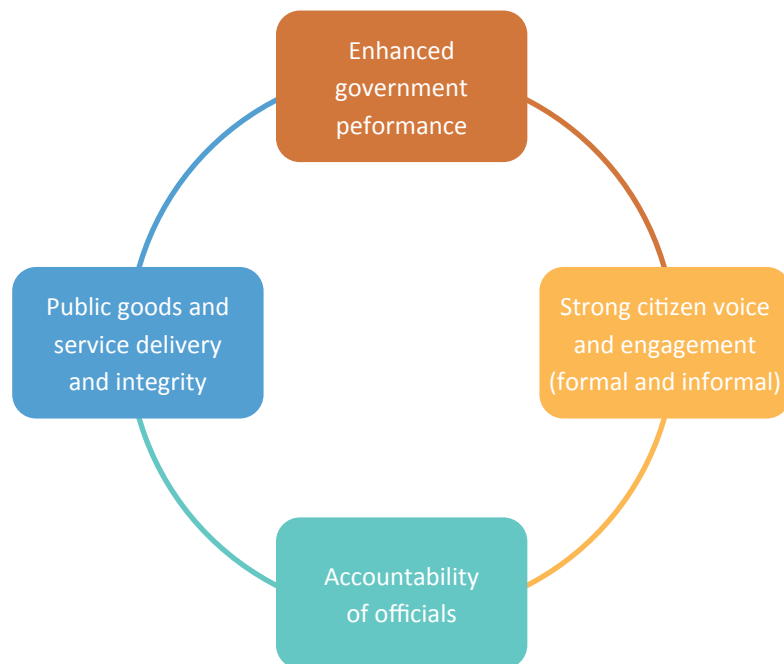 Enhanced
government
peformance
Public goods and
service delivery
and integrity
Strong citizen voice
and engagement
(formal and informal)
Accountability
of officials